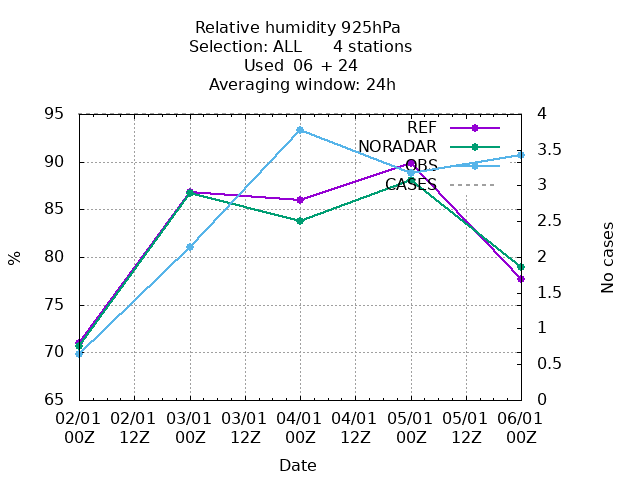 Relative humidity 925hPa
Selection: ALL 4 stations
Used 06 + 24
Averaging window: 24h
95
90
85
80
75
70
65
%
4
3.5
3
2.5
2
1.5
1
0.5
0
No cases
REF
NORADAR
OBS
CASES
02/01 02/01 03/01 03/01 04/01 04/01 05/01 05/01 06/01
00Z 12Z 00Z 12Z 00Z 12Z 00Z 12Z 00Z
Date